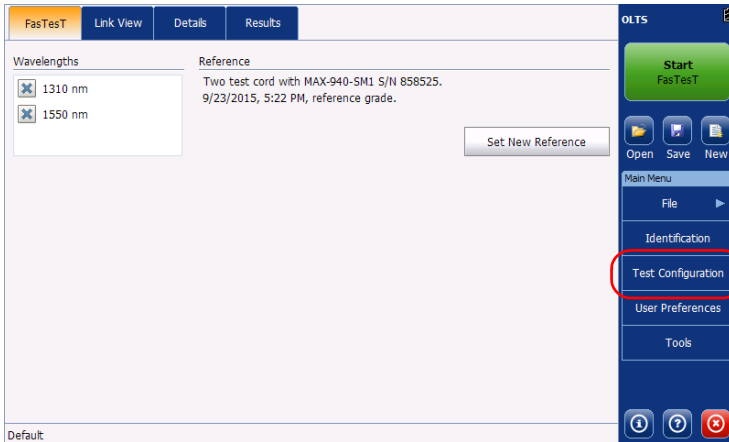 FasTesT
Link View
Details
Results
Wavelengths
1310 nm
1550 nm
Reference
Two test cord with MAX-940-SM1 S/N 858525.
9/23/2015, 5:22 PM, reference grade.
Set New Reference
Default
OLTS
Start
FasTesT
Open Save New
Main Menu
File
Identification
Test Configuration
User Preferences
Tools